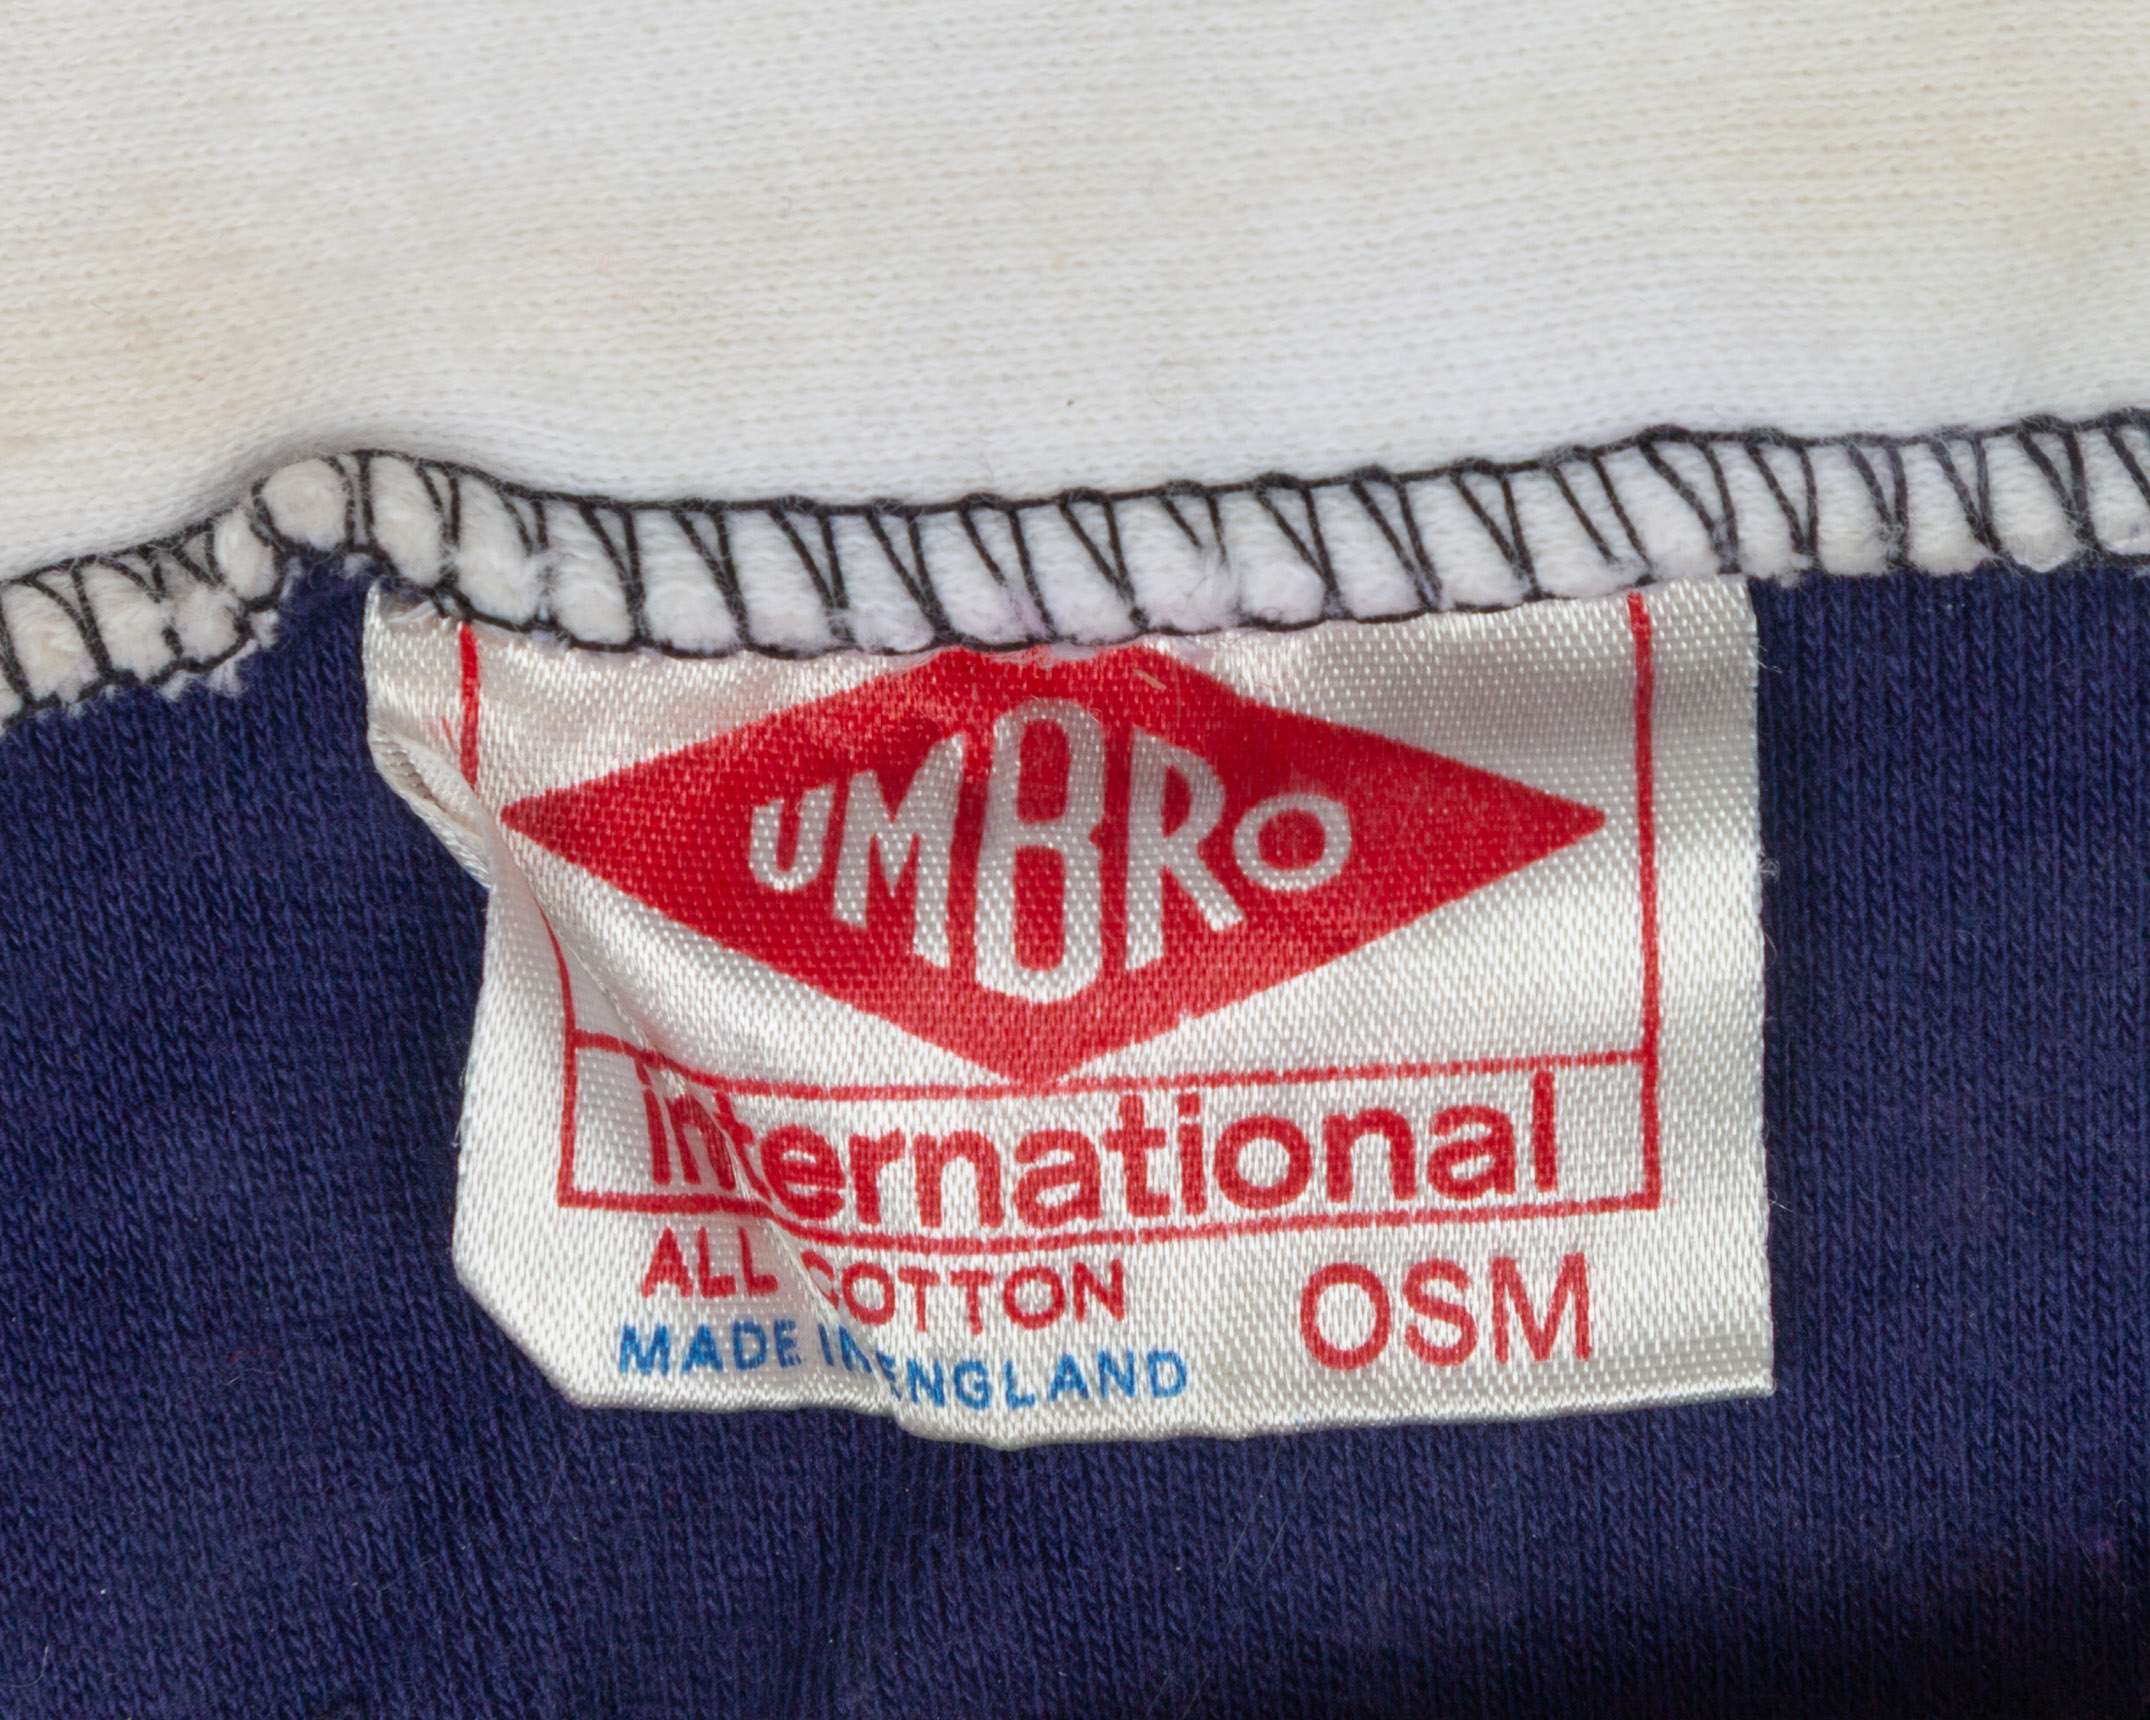 UMBRO
international
ALL COTTON OSM
MADE IN ENGLAND